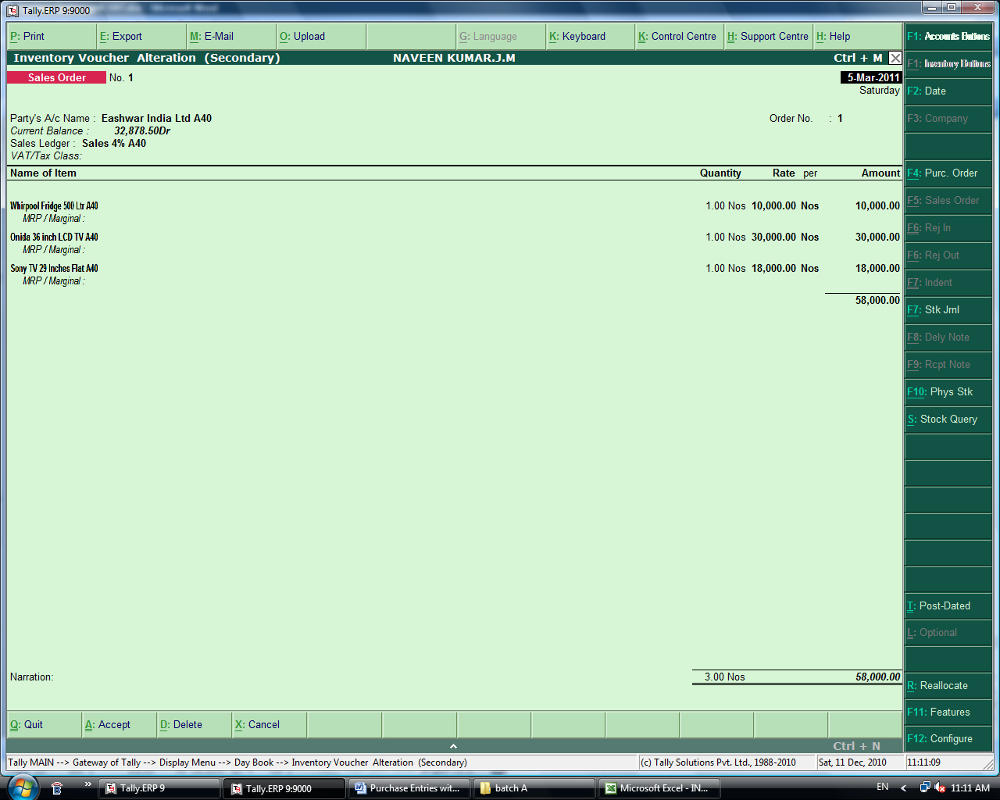 Tally.ERP 9:9000
P: Print E: Export M: E-Mail O: Upload G: Language K: Keyboard K: Control Centre H: Support Centre H: Help
Inventory Voucher Alteration (Secondary) NAVEEN KUMAR.J.M Ctrl + M
Sales Order No. 1 5-Mar-2011
Saturday
Party's A/c Name : Eashwar India Ltd A40 Order No. : 1
Current Balance : 32,878.50Dr
Sales Ledger : Sales 4% A40
VAT/Tax Class:
Name of Item Quantity Rate per Amount
Whirpool Fridge 500 Ltr A40 1.00 Nos 10,000.00 Nos 10,000.00
MRP / Marginal :
Onida 36 inch LCD TV A40 1.00 Nos 30,000.00 Nos 30,000.00
MRP / Marginal :
Sony TV 29 Inches Flat A40 1.00 Nos 18,000.00 Nos 18,000.00
MRP / Marginal :
58,000.00
Narration: 3.00 Nos 58,000.00
Q: Quit A: Accept D: Delete X: Cancel
Ctrl + N
F1: Accounts Buttons
F1: Inventory Buttons
F2: Date
F3: Company
F4: Purc. Order
F5: Sales Order
F6: Rej In
F6: Rej Out
F7: Indent
F7: Stk Jrnl
F8: Dely Note
F9: Rcpt Note
F10: Phys Stk
S: Stock Query
T: Post-Dated
L: Optional
R: Reallocate
F11: Features
F12: Configure
Tally MAIN --> Gateway of Tally --> Display Menu --> Day Book --> Inventory Voucher Alteration (Secondary) (c) Tally Solutions Pvt. Ltd., 1988-2010 Sat, 11 Dec, 2010 11:11:09
Tally.ERP 9 Tally.ERP 9:9000 Purchase Entries wit... batch A Microsoft Excel - IN... EN 11:11 AM